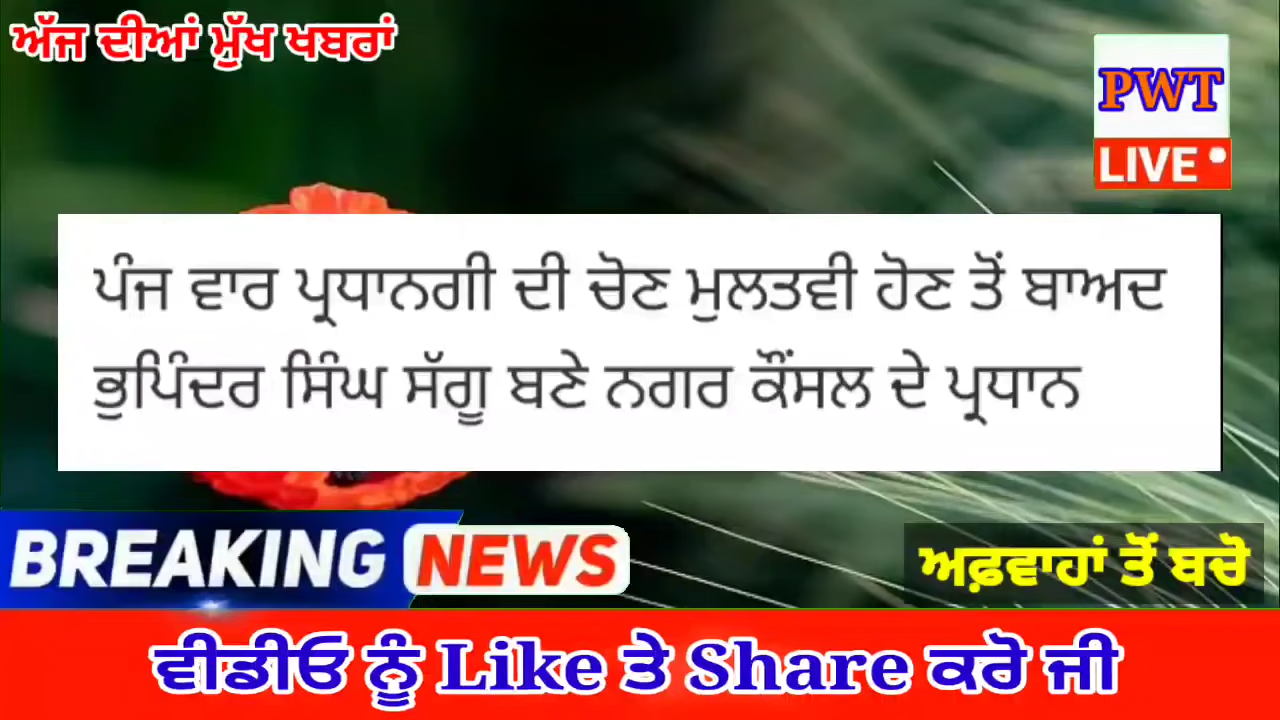 ਅੱਜ ਦੀਆਂ ਮੁੱਖ ਖਬਰਾਂ
PWT
LIVE
ਪੰਜ ਵਾਰ ਪ੍ਰਧਾਨਗੀ ਦੀ ਚੋਣ ਮੁਲਤਵੀ ਹੋਣ ਤੋਂ ਬਾਅਦ
ਭੁਪਿੰਦਰ ਸਿੰਘ ਸੱਗੂ ਬਣੇ ਨਗਰ ਕੌਂਸਲ ਦੇ ਪ੍ਰਧਾਨ
BREAKING NEWS
ਅਫ਼ਵਾਹਾਂ ਤੋਂ ਬਚੋ
ਵੀਡੀਓ ਨੂੰ Like ਤੇ Share ਕਰੋ ਜੀ